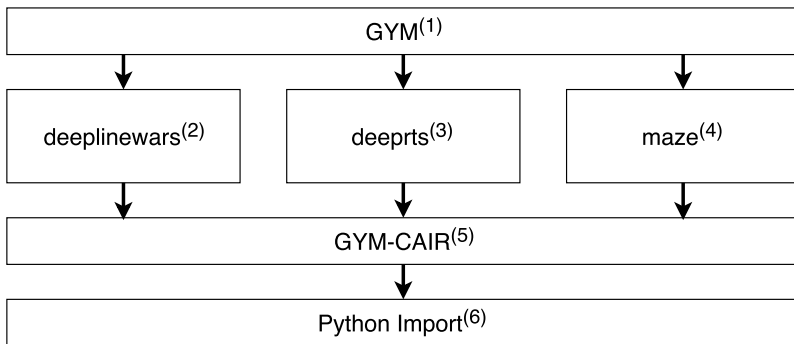 GYM(1)
deeplinewars(2)
deeprts(3)
maze(4)
GYM-CAIR(5)
Python Import(6)